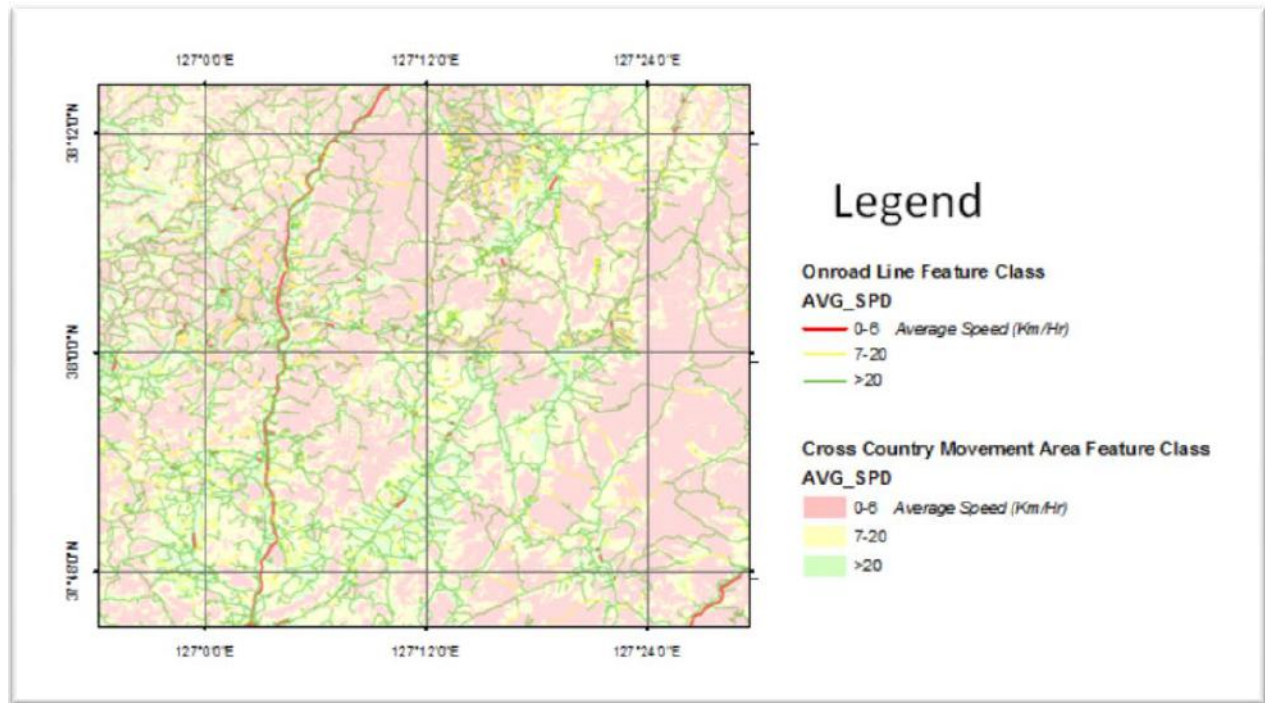 127°0'0"E 127°12'0"E 127°24'0"E
38°12'0"N
38°0'0"N
37°48'0"N
127°0'0"E 127°12'0"E 127°24'0"E
Legend
Onroad Line Feature Class
AVG_SPD
0-6 Average Speed (Km/Hr)
7-20
>20
Cross Country Movement Area Feature Class
AVG_SPD
0-6 Average Speed (Km/Hr)
7-20
>20